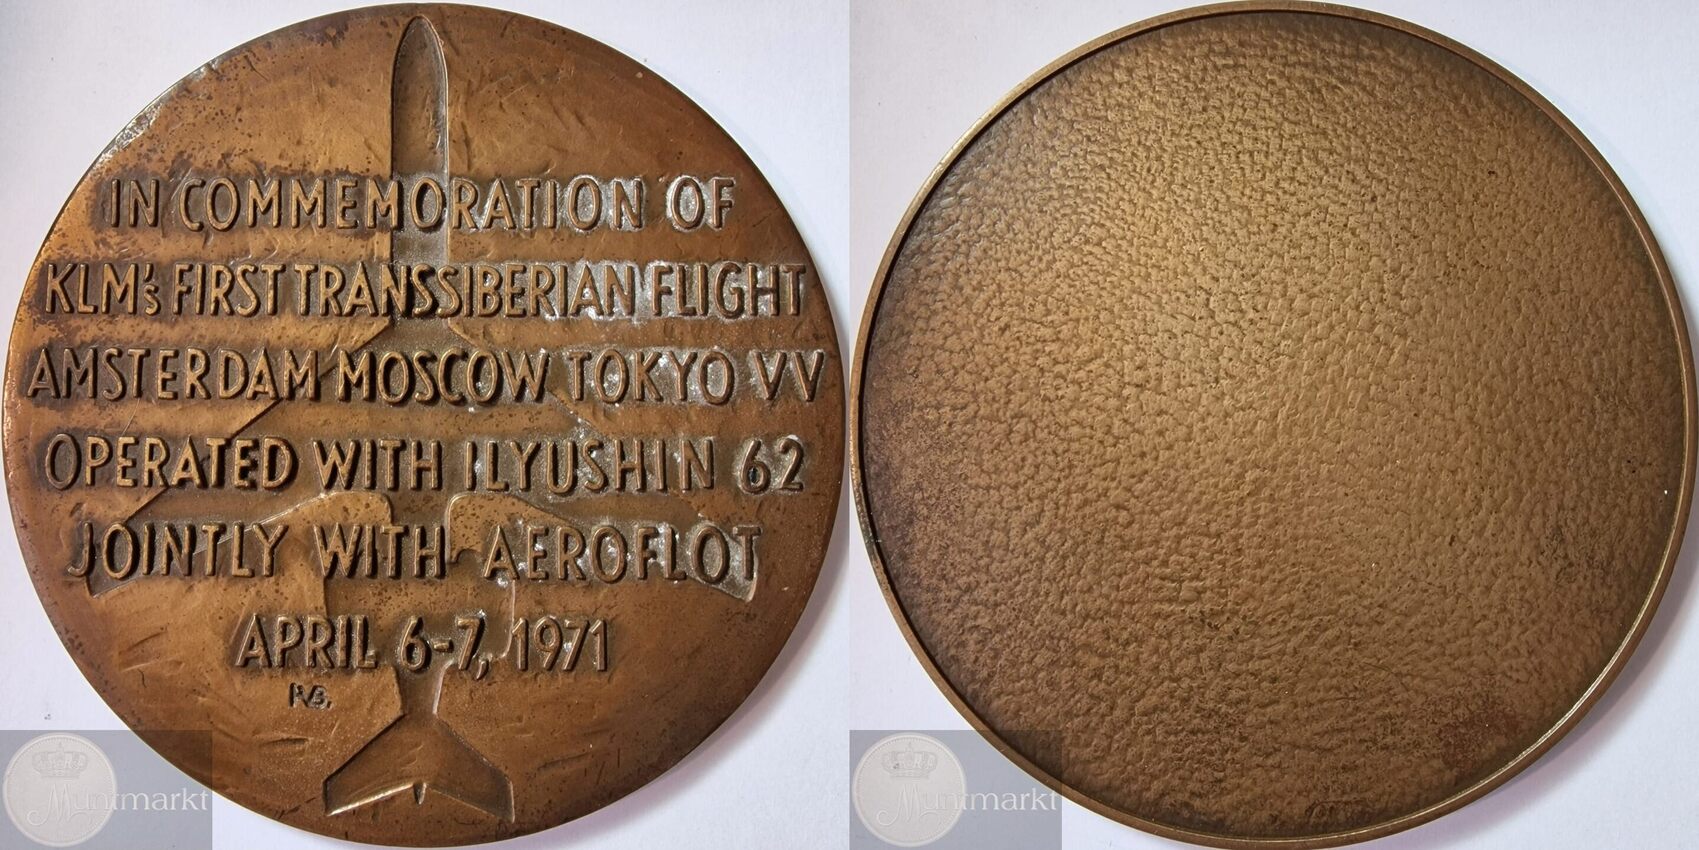 IN COMMEMORATION OF
KLM's FIRST TRANSSIBERIAN FLIGHT
AMSTERDAM MOSCOW TOKYO VV
OPERATED WITH ILYUSHIN 62
JOINTLY WITH AEROFLOT
APRIL 6-7, 1971
Muntmarkt
Muntmarkt